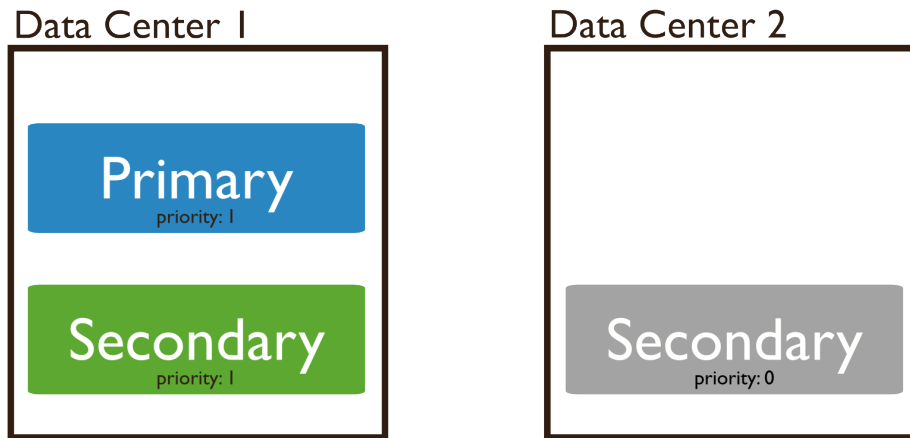 Data Center 1
Primary
priority: 1
Secondary
priority: 1
Data Center 2
Secondary
priority: 0